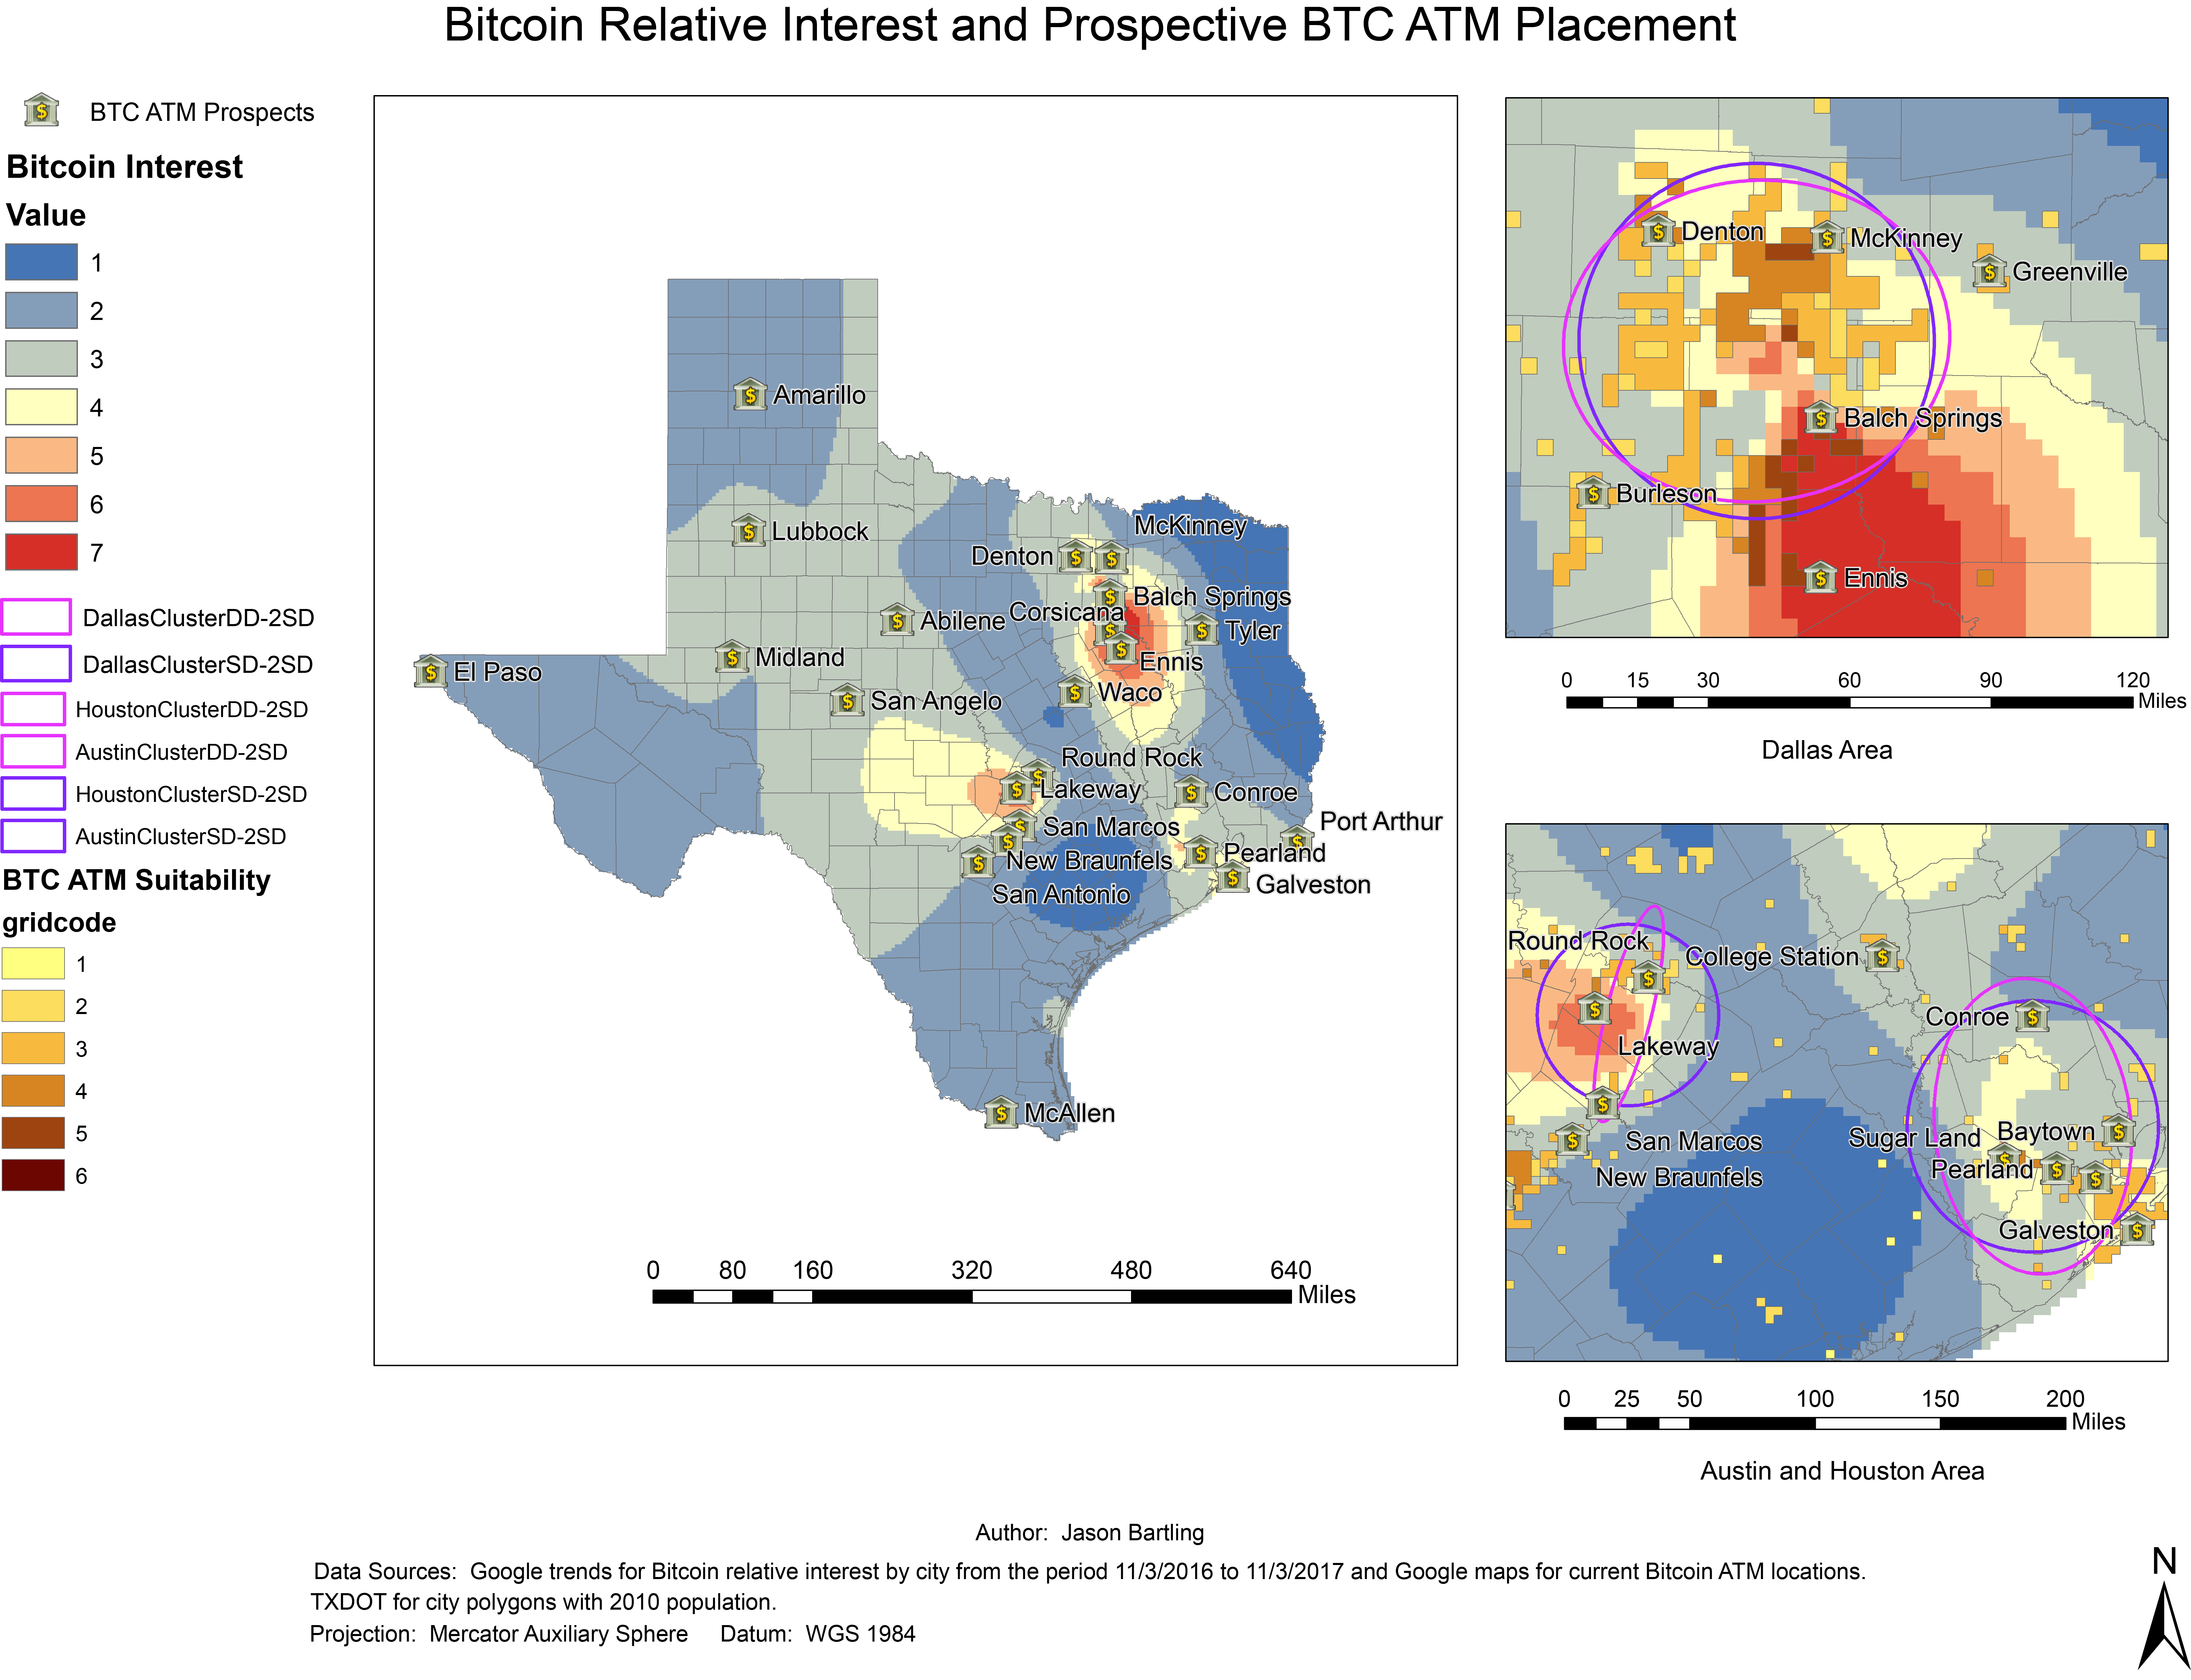 Bitcoin Relative Interest and Prospective BTC ATM Placement
BTC ATM Prospects
Bitcoin Interest
Value
1
2
3
4
5
6
7
DallasClusterDD-2SD
DallasClusterSD-2SD
HoustonClusterDD-2SD
AustinClusterDD-2SD
HoustonClusterSD-2SD
AustinClusterSD-2SD
BTC ATM Suitability
gridcode
1
2
3
4
5
6
Amarillo
Lubbock
McKinney
Denton
Balch Springs
Corsicana
Abilene
Tyler
Midland
Ennis
El Paso
Waco
San Angelo
Round Rock
Lakeway
Conroe
Port Arthur
San Marcos
Pearland
New Braunfels
Galveston
San Antonio
McAllen
0 80 160 320 480 640
Miles
Denton
McKinney
Greenville
Balch Springs
Burleson
Ennis
0 15 30 60 90 120
Miles
Dallas Area
Round Rock
College Station
Conroe
Lakeway
Sugar Land
Baytown
San Marcos
Pearland
New Braunfels
Galveston
0 25 50 100 150 200
Miles
Austin and Houston Area
Author: Jason Bartling
Data Sources: Google trends for Bitcoin relative interest by city from the period 11/3/2016 to 11/3/2017 and Google maps for current Bitcoin ATM locations.
TXDOT for city polygons with 2010 population.
Projection: Mercator Auxiliary Sphere Datum: WGS 1984
N